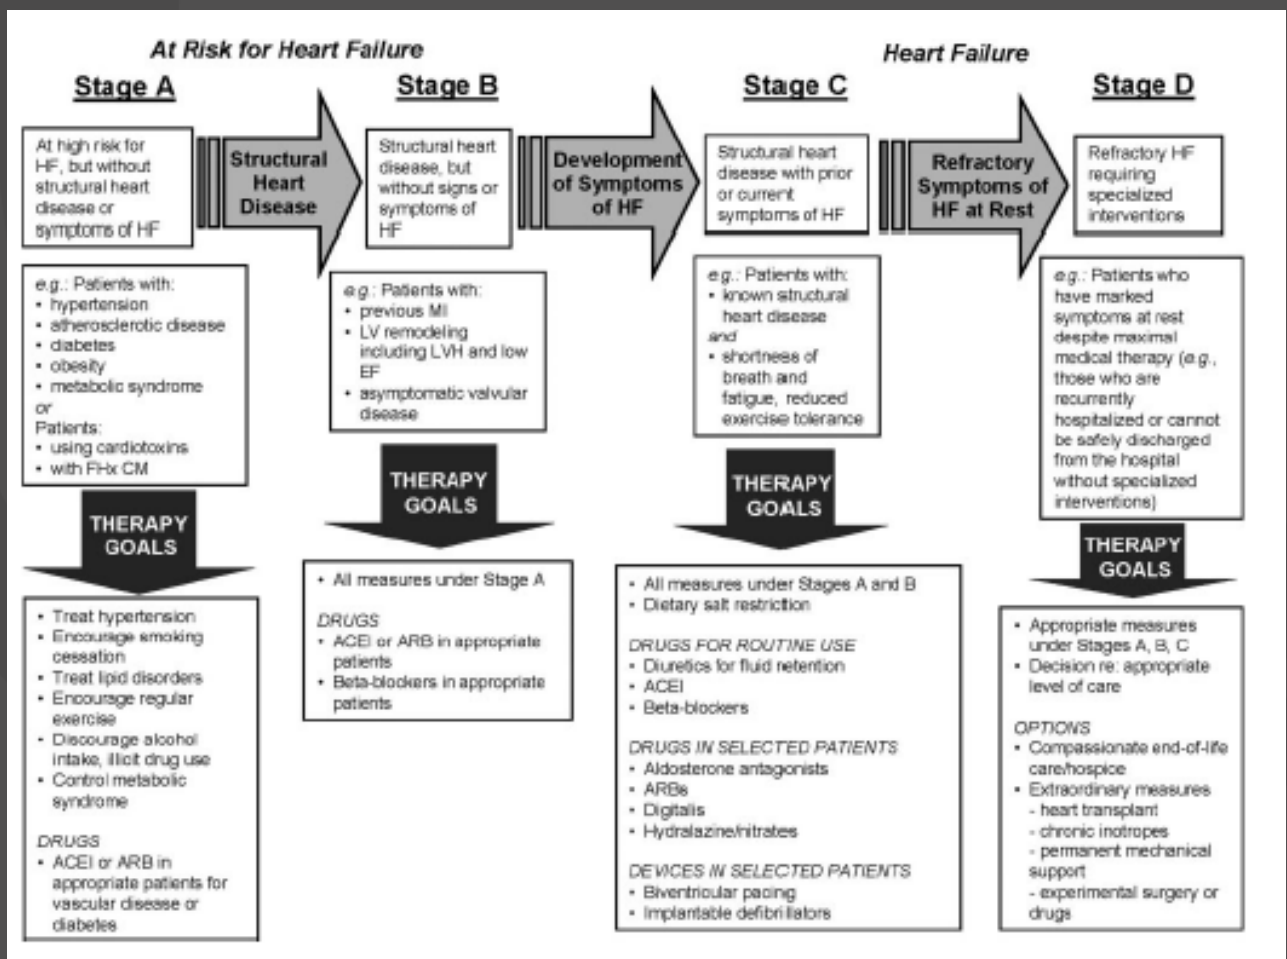 At Risk for Heart Failure
Heart Failure
Stage A
Stage B
Stage C
Stage D
At high risk for
HF, but without
structural heart
disease or
symptoms of HF
Structural
Heart
Disease
Structural heart
disease, but
without signs or
symptoms of
HF
Development
of Symptoms
of HF
Structural heart
disease with prior
or current
symptoms of HF
Refractory
Symptoms of
HF at Rest
Refractory HF
requiring
specialized
interventions
e.g.: Patients with:
• hypertension
• atherosclerotic disease
• diabetes
• obesity
• metabolic syndrome
or
Patients:
• using cardiotoxins
• with FHx CM
e.g.: Patients with:
• previous MI
• LV remodeling
including LVH and low
EF
• asymptomatic valvular
disease
e.g.: Patients with:
• known structural
heart disease
and
• shortness of
breath and
fatigue, reduced
exercise tolerance
e.g.: Patients who
have marked
symptoms at rest
despite maximal
medical therapy (e.g.,
those who are
recurrently
hospitalized or cannot
be safely discharged
from the hospital
without specialized
interventions)
THERAPY
GOALS
THERAPY
GOALS
THERAPY
GOALS
THERAPY
GOALS
• Treat hypertension
• Encourage smoking
cessation
• Treat lipid disorders
• Encourage regular
exercise
• Discourage alcohol
intake, illicit drug use
• Control metabolic
syndrome
DRUGS
• ACEI or ARB in
appropriate patients for
vascular disease or
diabetes
• All measures under Stage A
DRUGS
• ACEI or ARB in appropriate
patients
• Beta-blockers in appropriate
patients
• All measures under Stages A and B
• Dietary salt restriction
DRUGS FOR ROUTINE USE
• Diuretics for fluid retention
• ACEI
• Beta-blockers
DRUGS IN SELECTED PATIENTS
• Aldosterone antagonists
• ARBs
• Digitalis
• Hydralazine/nitrates
DEVICES IN SELECTED PATIENTS
• Biventricular pacing
• Implantable defibrillators
• Appropriate measures
under Stages A, B, C
• Decision re: appropriate
level of care
OPTIONS
• Compassionate end-of-life
care/hospice
• Extraordinary measures
- heart transplant
- chronic inotropes
- permanent mechanical
support
- experimental surgery or
drugs